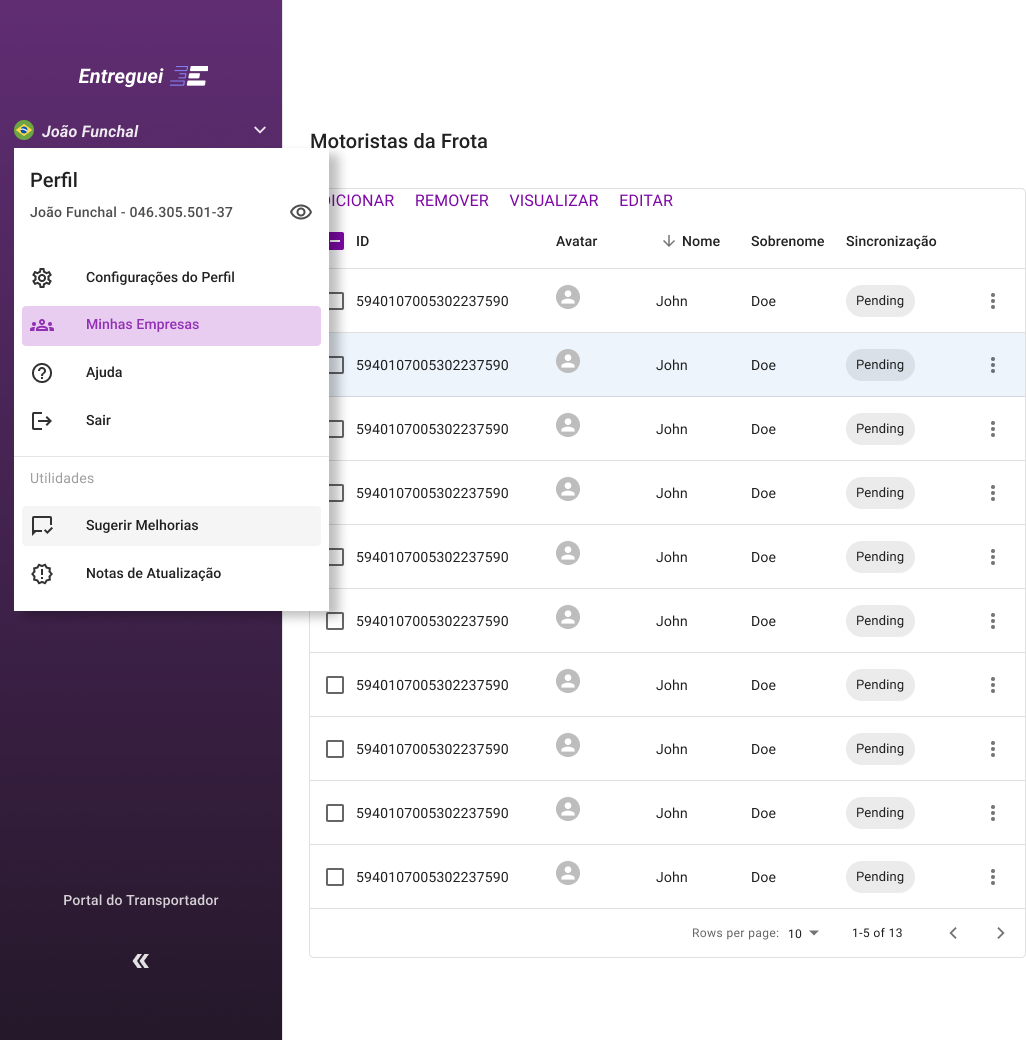 Entreguei
João Funchal
Perfil
João Funchal - 046.305.501-37
Configurações do Perfil
Minhas Empresas
Ajuda
Sair
Utilidades
Sugerir Melhorias
Notas de Atualização
Portal do Transportador
Motoristas da Frota
DICIONAR REMOVER VISUALIZAR EDITAR
ID Avatar Nome Sobrenome Sincronização
5940107005302237590 John Doe Pending
5940107005302237590 John Doe Pending
5940107005302237590 John Doe Pending
5940107005302237590 John Doe Pending
5940107005302237590 John Doe Pending
5940107005302237590 John Doe Pending
5940107005302237590 John Doe Pending
5940107005302237590 John Doe Pending
5940107005302237590 John Doe Pending
5940107005302237590 John Doe Pending
Rows per page: 10 1-5 of 13